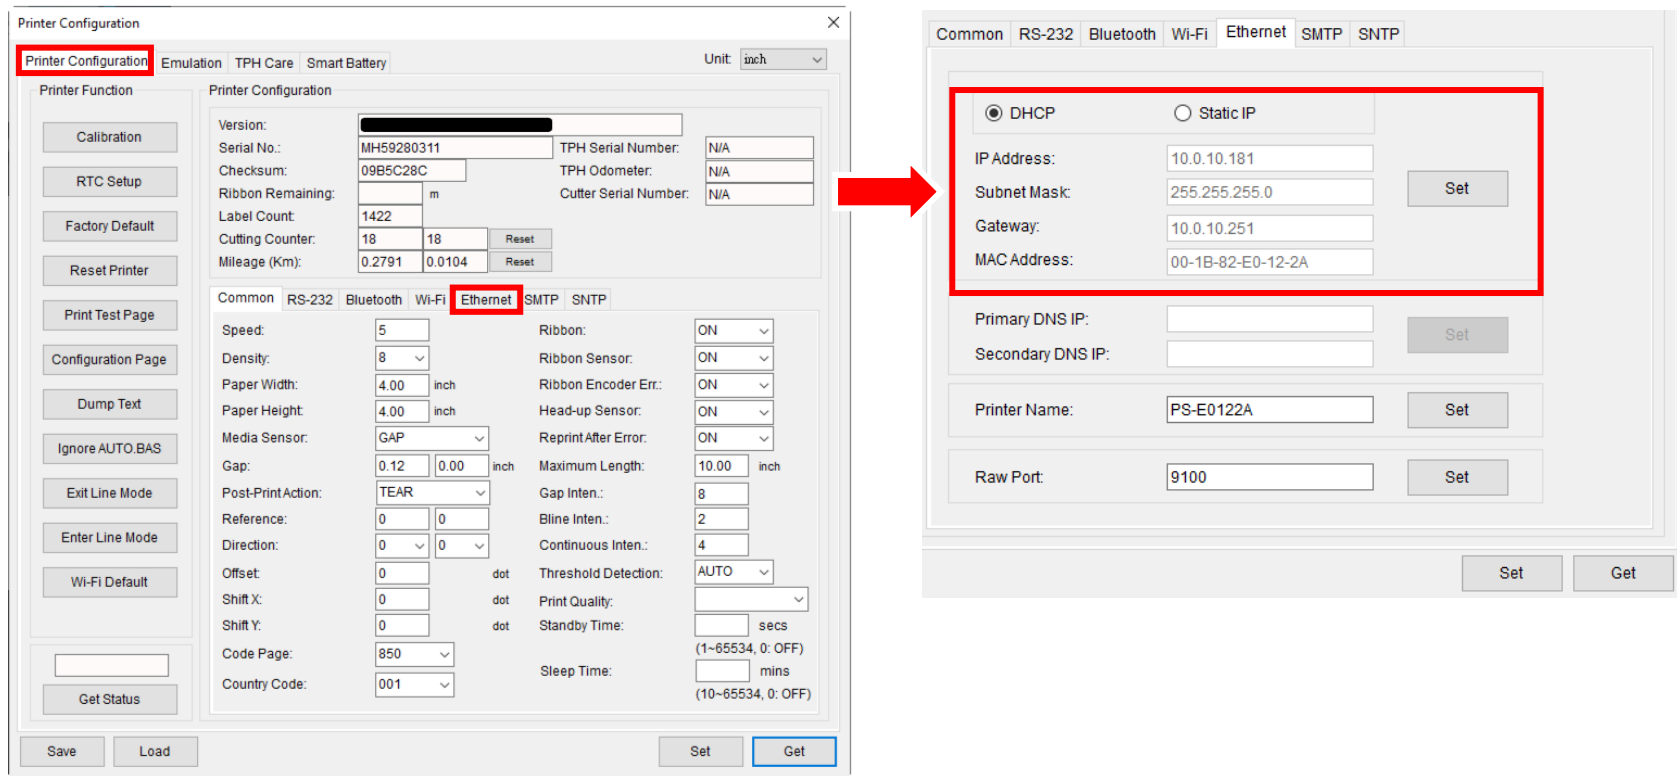 Printer Configuration
Printer Configuration Emulation TPH Care Smart Battery Unit: inch
Printer Function
Calibration
RTC Setup
Factory Default
Reset Printer
Print Test Page
Configuration Page
Dump Text
Ignore AUTO.BAS
Exit Line Mode
Enter Line Mode
Wi-Fi Default
Get Status
Printer Configuration
Version:
Serial No.: MH59280311 TPH Serial Number: N/A
Checksum: 09B5C28C TPH Odometer: N/A
Ribbon Remaining: m Cutter Serial Number: N/A
Label Count: 1422
Cutting Counter: 18 18 Reset
Mileage (Km): 0.2791 0.0104 Reset
Common RS-232 Bluetooth Wi-Fi Ethernet SMTP SNTP
Speed: 5 Ribbon: ON
Density: 8 Ribbon Sensor: ON
Paper Width: 4.00 inch Ribbon Encoder Err.: ON
Paper Height: 4.00 inch Head-up Sensor: ON
Media Sensor: GAP Reprint After Error: ON
Gap: 0.12 0.00 inch Maximum Length: 10.00 inch
Post-Print Action: TEAR Gap Inten.: 8
Reference: 0 0 Bline Inten.: 2
Direction: 0 0 Continuous Inten.: 4
Offset: 0 dot Threshold Detection: AUTO
Shift X: 0 dot Print Quality:
Shift Y: 0 dot Standby Time: secs
(1~65534, 0: OFF)
Code Page: 850 Sleep Time: mins
Country Code: 001 (10~65534, 0: OFF)
Save Load Set Get
Common RS-232 Bluetooth Wi-Fi Ethernet SMTP SNTP
DHCP Static IP
IP Address: 10.0.10.181
Subnet Mask: 255.255.255.0 Set
Gateway: 10.0.10.251
MAC Address: 00-1B-82-E0-12-2A
Primary DNS IP: Set
Secondary DNS IP:
Printer Name: PS-E0122A Set
Raw Port: 9100 Set
Set Get